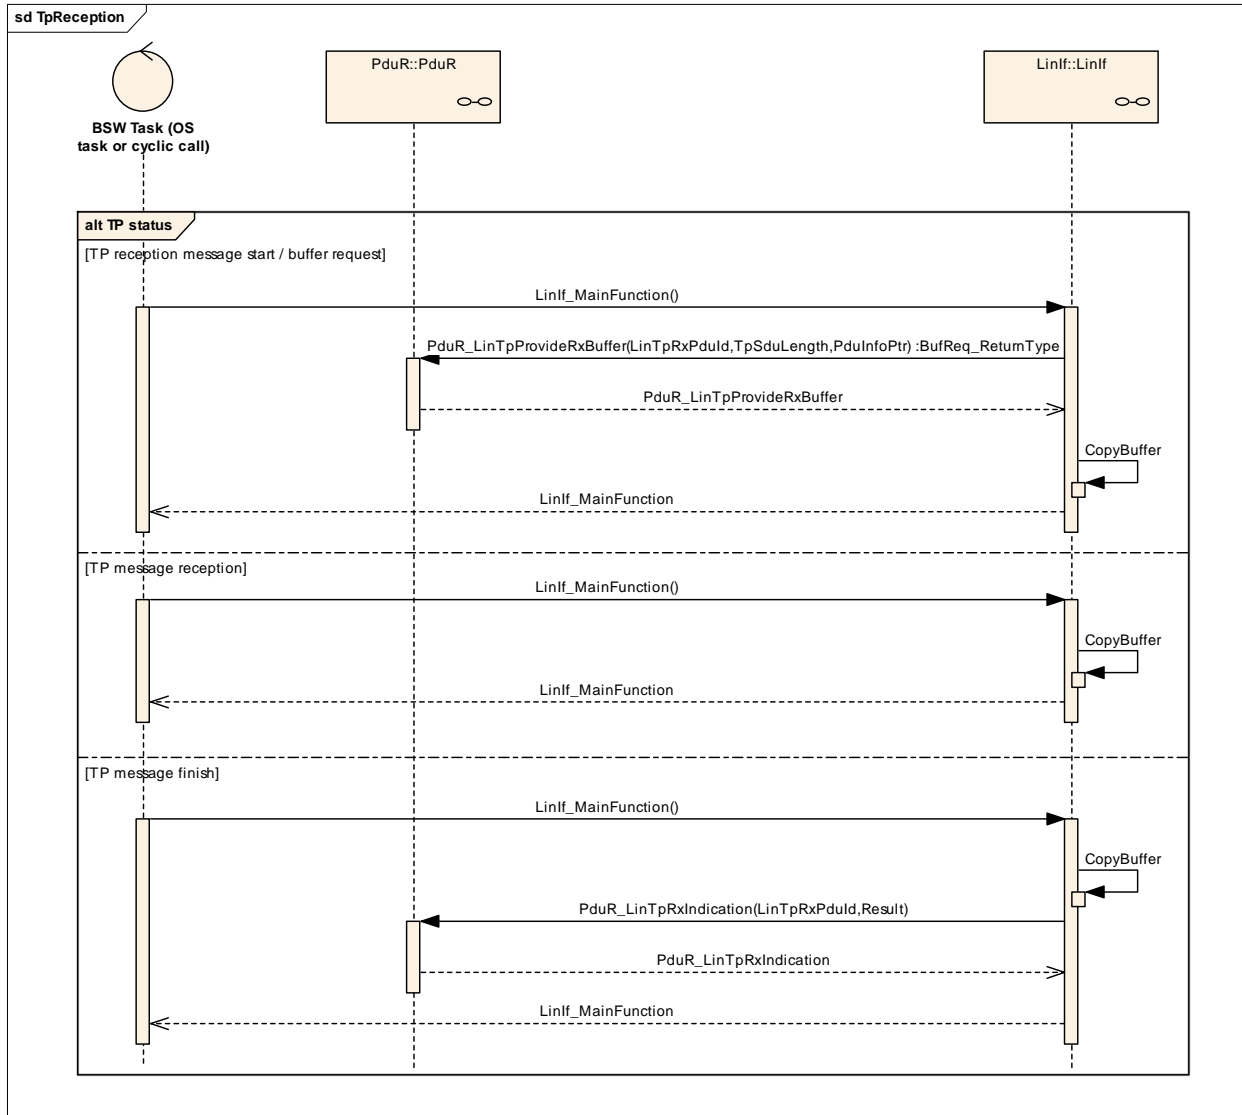 sd TpReception
PduR::PduR
LinIf::LinIf
BSW Task (OS
task or cyclic call)
alt TP status
[TP reception message start / buffer request]
LinIf_MainFunction()
PduR_LinTpProvideRxBuffer(LinTpRxPduId,TpSduLength,PduInfoPtr) :BufReq_ReturnType
PduR_LinTpProvideRxBuffer
CopyBuffer
LinIf_MainFunction
[TP message reception]
LinIf_MainFunction()
CopyBuffer
LinIf_MainFunction
[TP message finish]
LinIf_MainFunction()
CopyBuffer
PduR_LinTpRxIndication(LinTpRxPduId,Result)
PduR_LinTpRxIndication
LinIf_MainFunction